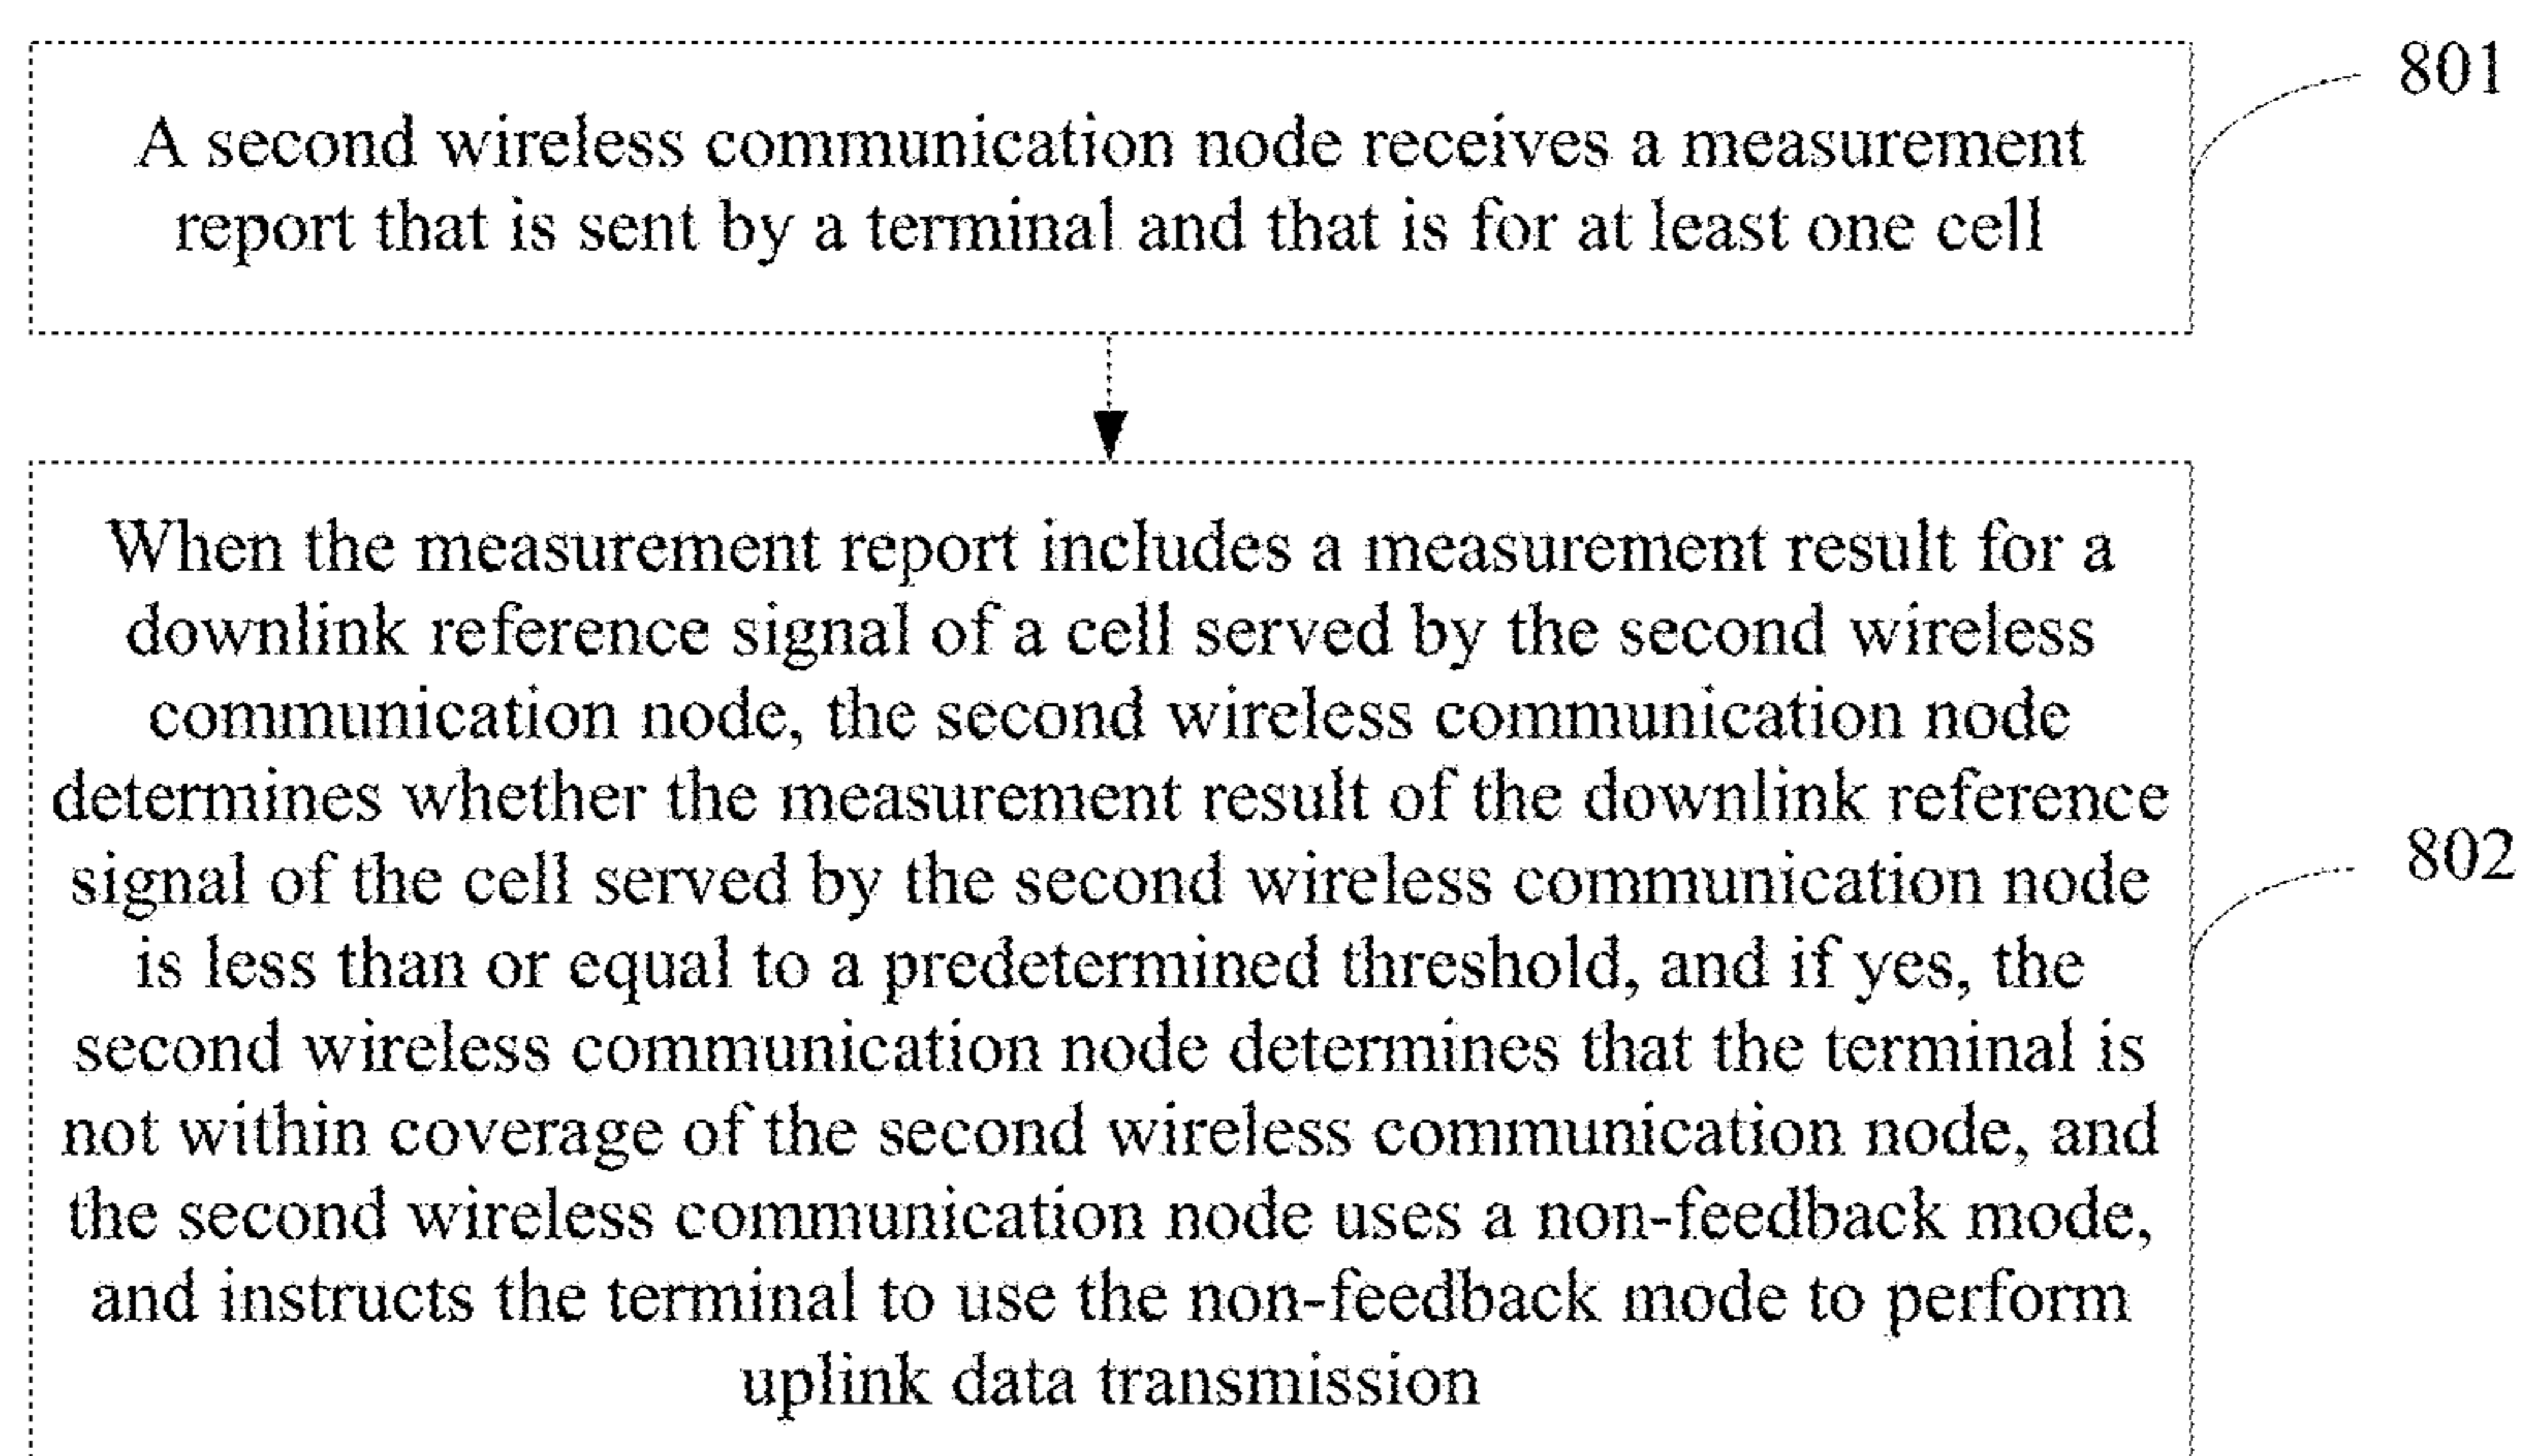 A second wireless communication node receives a measurement
report that is sent by a terminal and that is for at least one cell
801
When the measurement report includes a measurement result for a
downlink reference signal of a cell served by the second wireless
communication node, the second wireless communication node
determines whether the measurement result of the downlink reference
signal of the cell served by the second wireless communication node
is less than or equal to a predetermined threshold, and if yes, the
second wireless communication node determines that the terminal is
not within coverage of the second wireless communication node, and
the second wireless communication node uses a non-feedback mode,
and instructs the terminal to use the non-feedback mode to perform
uplink data transmission
802